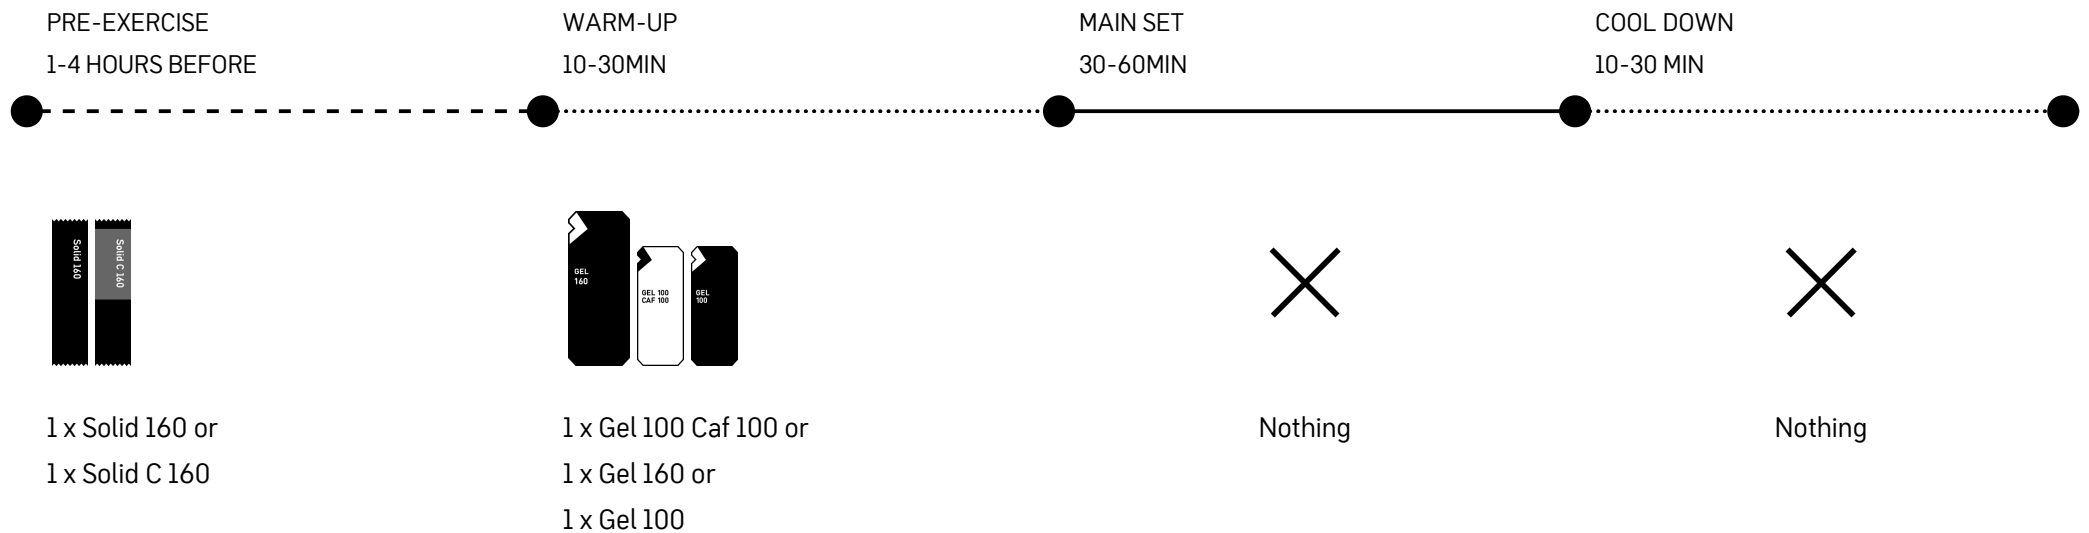 PRE-EXERCISE
1-4 HOURS BEFORE
WARM-UP
10-30MIN
MAIN SET
30-60MIN
COOL DOWN
10-30 MIN
Solid 160
Solid C 160
GEL
160
GEL 100
CAF 100
GEL
100
1 x Solid 160 or
1 x Solid C 160
1 x Gel 100 Caf 100 or
1 x Gel 160 or
1 x Gel 100
Nothing
Nothing